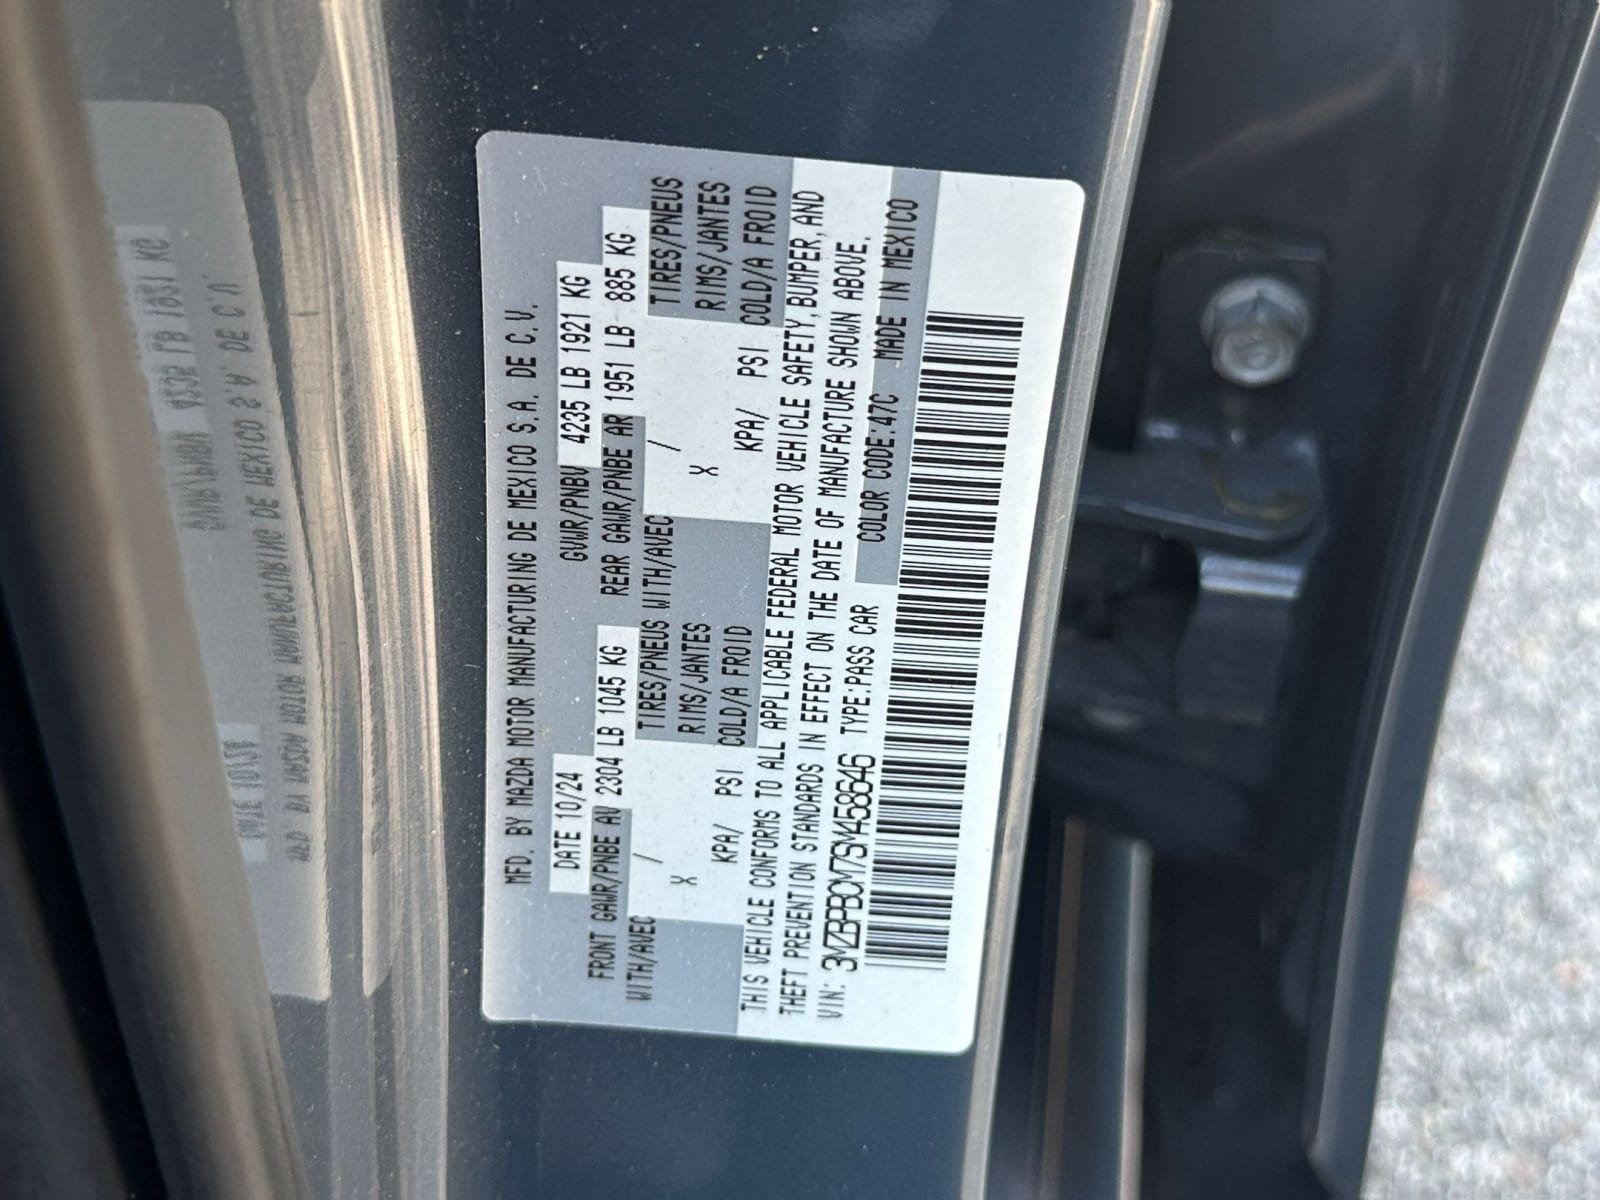 MFD. BY MAZDA MOTOR MANUFACTURING DE MEXICO S.A. DE C.V.
DATE 10/24 GVWR/PNBV 4235 LB 1921 KG
FRONT GAWR/PNBE AV 2304 LB 1045 KG REAR GAWR/PNBE AR 1951 LB 885 KG
WITH/AVEC / TIRES/PNEUS WITH/AVEC / TIRES/PNEUS
X RIMS/JANTES X RIMS/JANTES
KPA/ PSI COLD/A FROID KPA/ PSI COLD/A FROID
THIS VEHICLE CONFORMS TO ALL APPLICABLE FEDERAL MOTOR VEHICLE SAFETY, BUMPER, AND
THEFT PREVENTION STANDARDS IN EFFECT ON THE DATE OF MANUFACTURE SHOWN ABOVE.
VIN: 3MZBPBCM7SM458646 TYPE:PASS CAR COLOR CODE:47C MADE IN MEXICO